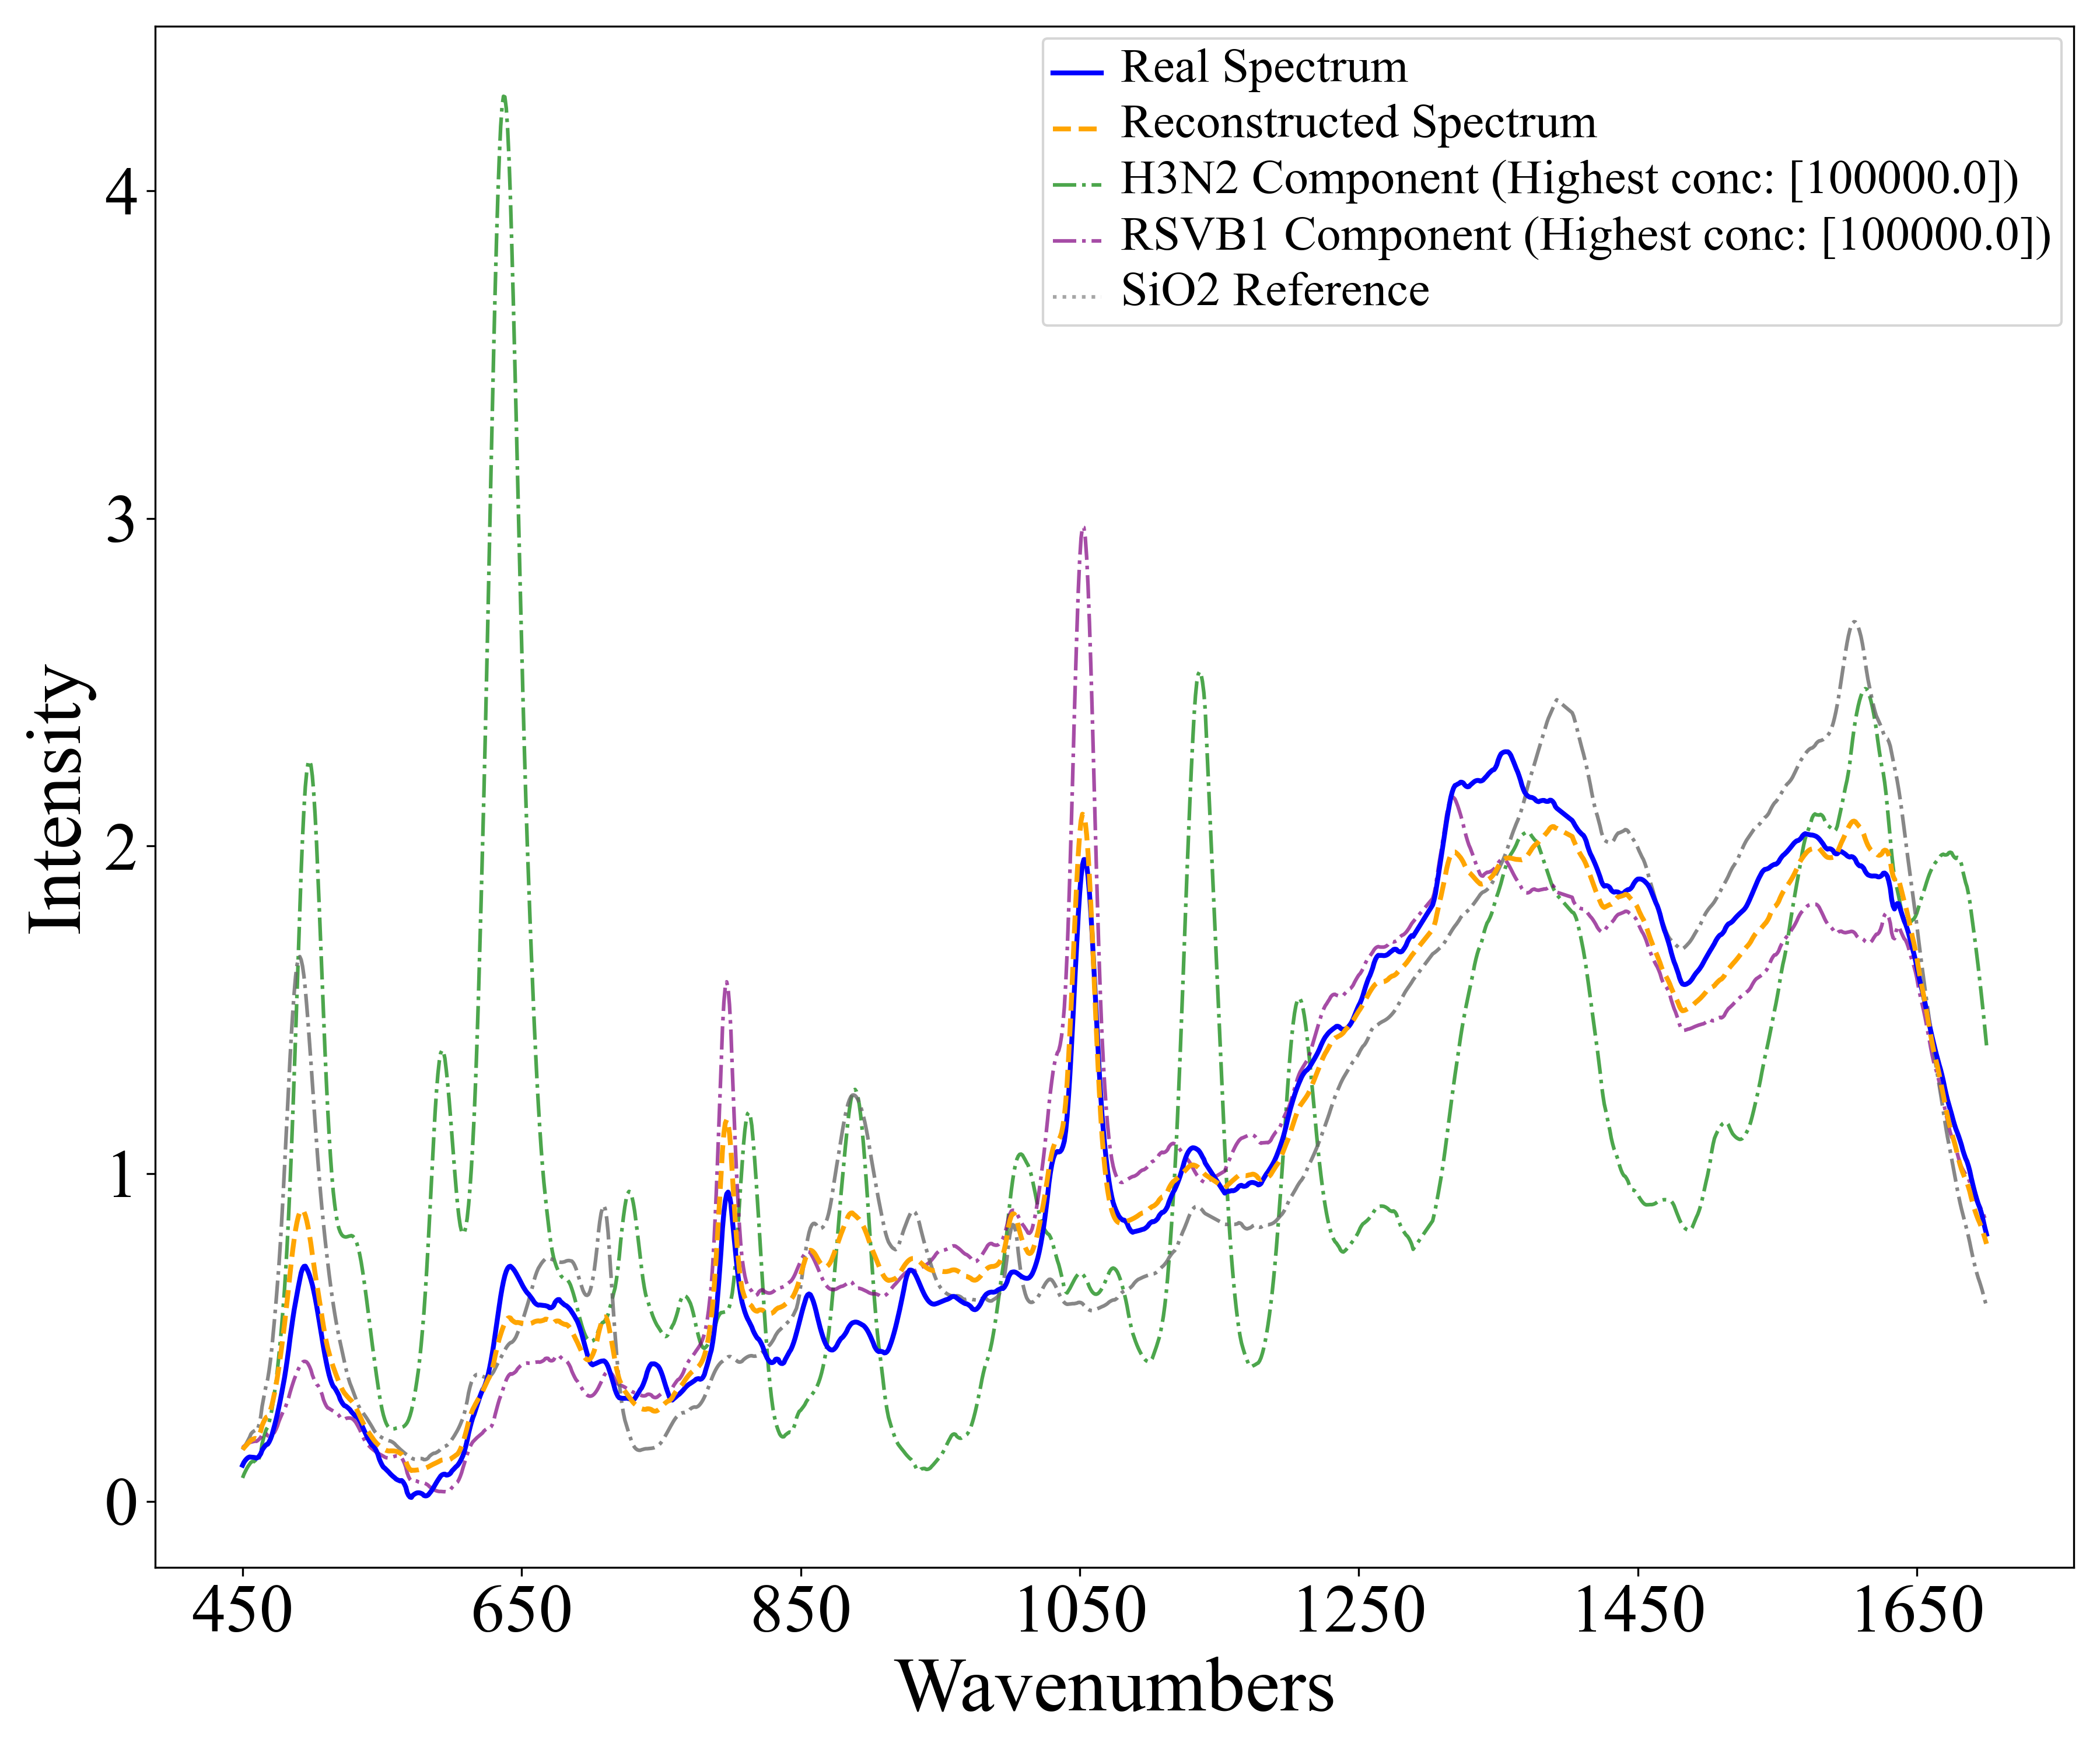 Real Spectrum
Reconstructed Spectrum
H3N2 Component (Highest conc: [100000.0])
RSVB1 Component (Highest conc: [100000.0])
SiO2 Reference
Intensity
4
3
2
1
0
450 650 850 1050 1250 1450 1650
Wavenumbers